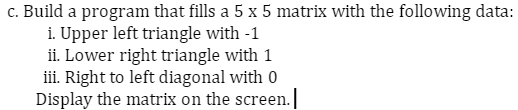 c. Build a program that fills a 5 x 5 matrix with the following data:
i. Upper left triangle with -1
ii. Lower right triangle with 1
iii. Right to left diagonal with 0
Display the matrix on the screen.